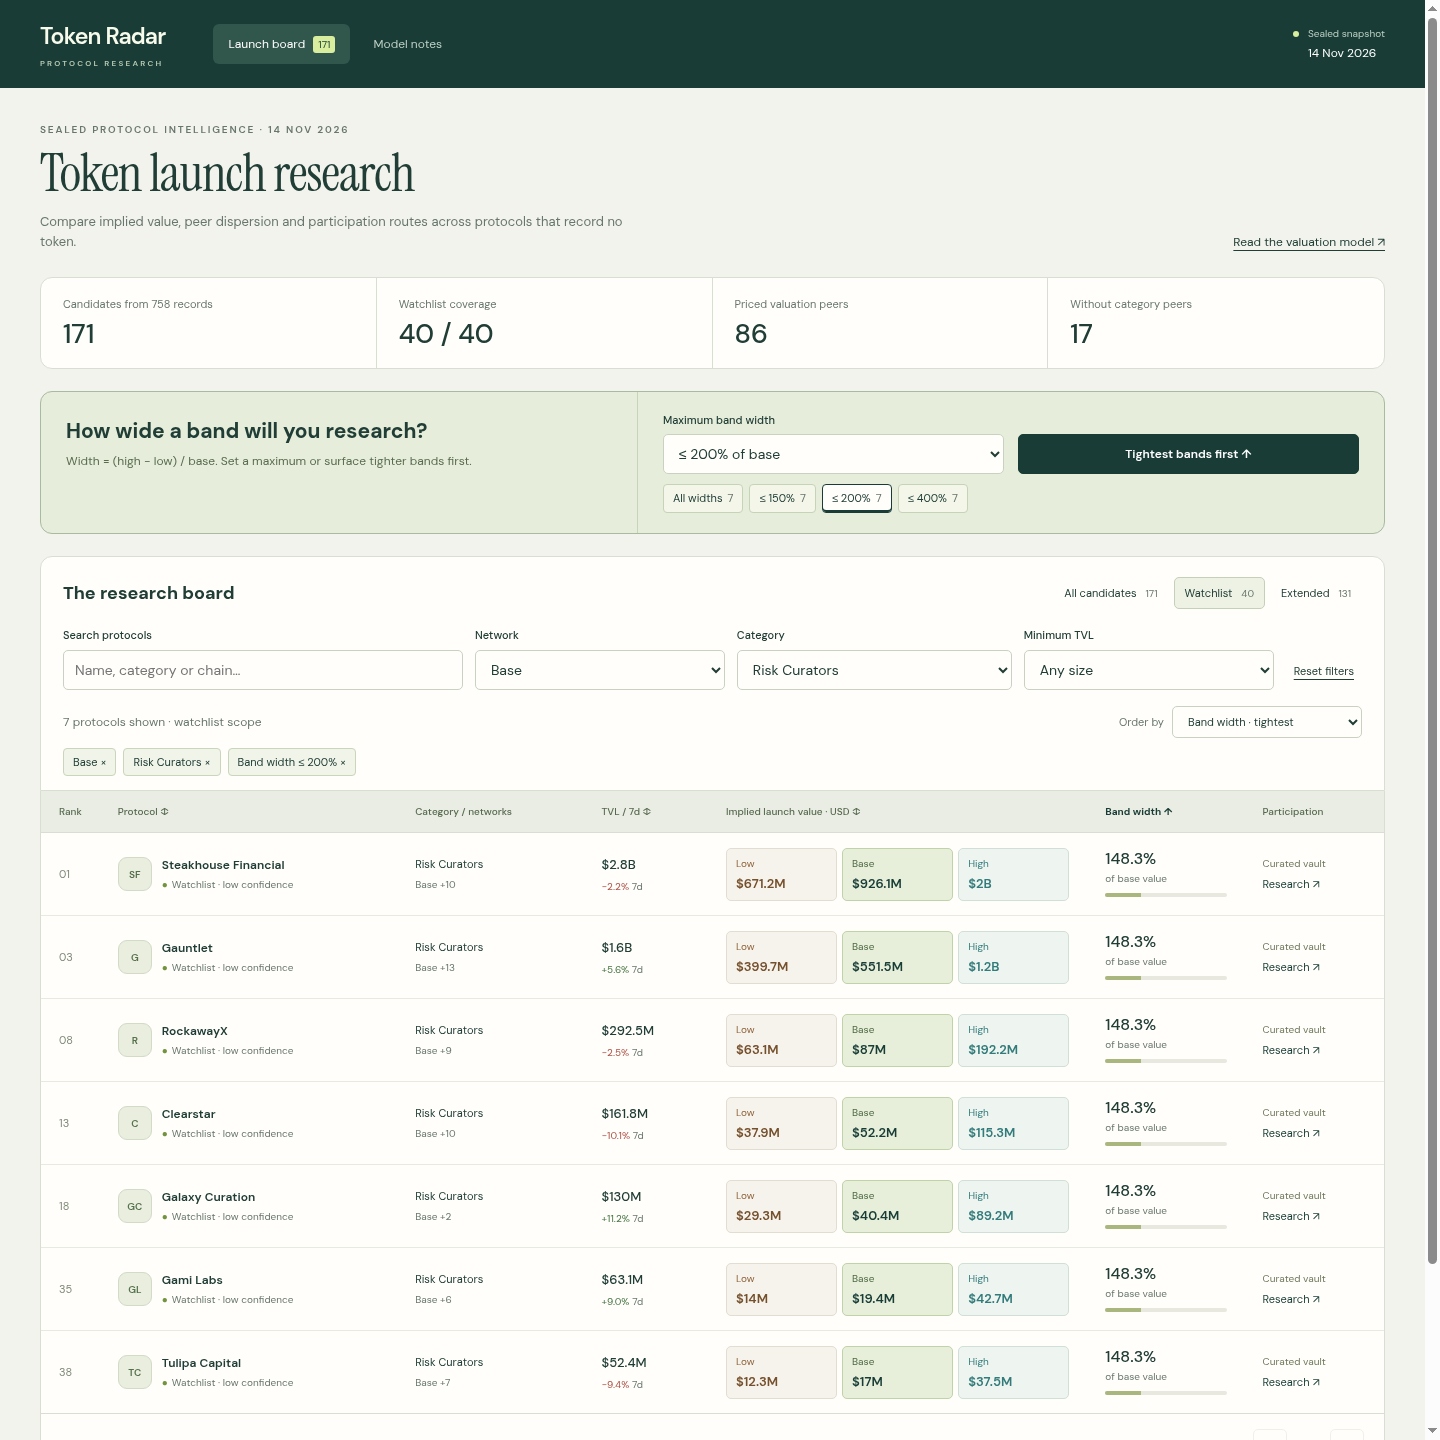 Token Radar
PROTOCOL RESEARCH
Launch board 171
Model notes
Sealed snapshot
14 Nov 2026
SEALED PROTOCOL INTELLIGENCE · 14 NOV 2026
Token launch research
Compare implied value, peer dispersion and participation routes across protocols that record no
token.
Read the valuation model ↗
Candidates from 758 records
171
Watchlist coverage
40 / 40
Priced valuation peers
86
Without category peers
17
How wide a band will you research?
Width = (high − low) / base. Set a maximum or surface tighter bands first.
Maximum band width
≤ 200% of base
Tightest bands first ↑
All widths 7
≤ 150% 7
≤ 200% 7
≤ 400% 7
The research board
All candidates 171
Watchlist 40
Extended 131
Search protocols
Name, category or chain...
Network
Base
Category
Risk Curators
Minimum TVL
Any size
Reset filters
7 protocols shown · watchlist scope
Order by
Band width · tightest
Base ×
Risk Curators ×
Band width ≤ 200% ×
Rank
Protocol ⇕
Category / networks
TVL / 7d ⇕
Implied launch value · USD ⇕
Band width ↑
Participation
01
SF
Steakhouse Financial
● Watchlist · low confidence
Risk Curators
Base +10
$2.8B
−2.2% 7d
Low
$671.2M
Base
$926.1M
High
$2B
148.3%
of base value
Curated vault
Research ↗
03
G
Gauntlet
● Watchlist · low confidence
Risk Curators
Base +13
$1.6B
+5.6% 7d
Low
$399.7M
Base
$551.5M
High
$1.2B
148.3%
of base value
Curated vault
Research ↗
08
R
RockawayX
● Watchlist · low confidence
Risk Curators
Base +9
$292.5M
−2.5% 7d
Low
$63.1M
Base
$87M
High
$192.2M
148.3%
of base value
Curated vault
Research ↗
13
C
Clearstar
● Watchlist · low confidence
Risk Curators
Base +10
$161.8M
−10.1% 7d
Low
$37.9M
Base
$52.2M
High
$115.3M
148.3%
of base value
Curated vault
Research ↗
18
GC
Galaxy Curation
● Watchlist · low confidence
Risk Curators
Base +2
$130M
+11.2% 7d
Low
$29.3M
Base
$40.4M
High
$89.2M
148.3%
of base value
Curated vault
Research ↗
35
GL
Gami Labs
● Watchlist · low confidence
Risk Curators
Base +6
$63.1M
+9.0% 7d
Low
$14M
Base
$19.4M
High
$42.7M
148.3%
of base value
Curated vault
Research ↗
38
TC
Tulipa Capital
● Watchlist · low confidence
Risk Curators
Base +7
$52.4M
−9.4% 7d
Low
$12.3M
Base
$17M
High
$37.5M
148.3%
of base value
Curated vault
Research ↗